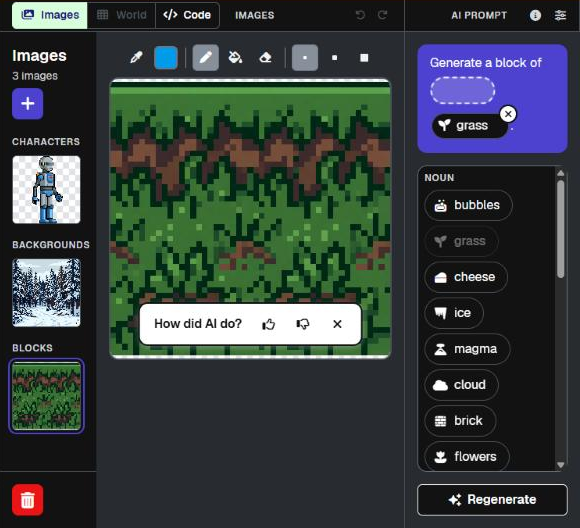 Images
World
Code
IMAGES
AI PROMPT
Images
3 images
CHARACTERS
BACKGROUNDS
BLOCKS
How did AI do?
Generate a block of
grass
.
NOUN
bubbles
grass
cheese
ice
magma
cloud
brick
flowers
Regenerate